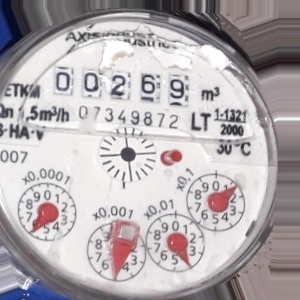 ETKM 00269 m³
Qn 1,5m³/h 07349872 LT 1-1321
2000
B-HA·V
30 °C
007
x0,0001
x0,1
x0,001
x0,01